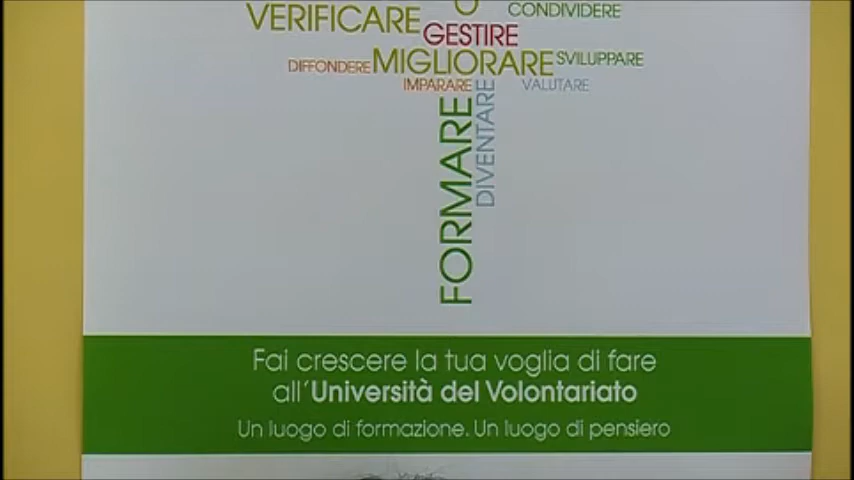 CONDIVIDERE
VERIFICARE
GESTIRE
MIGLIORARE
SVILUPPARE
DIFFONDERE
IMPARARE
VALUTARE
FORMARE
DIVENTARE
Fai crescere la tua voglia di fare
all'Università del Volontariato
Un luogo di formazione. Un luogo di pensiero